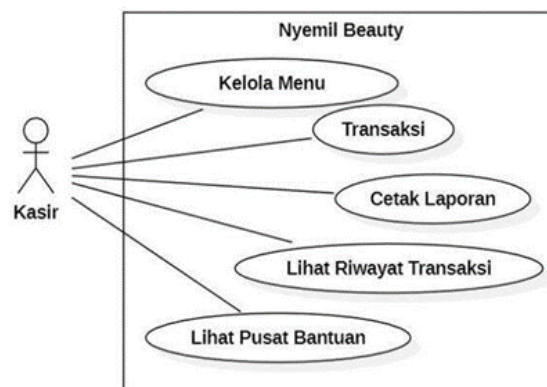 Nyemil Beauty
Kelola Menu
Transaksi
Kasir
Cetak Laporan
Lihat Riwayat Transaksi
Lihat Pusat Bantuan